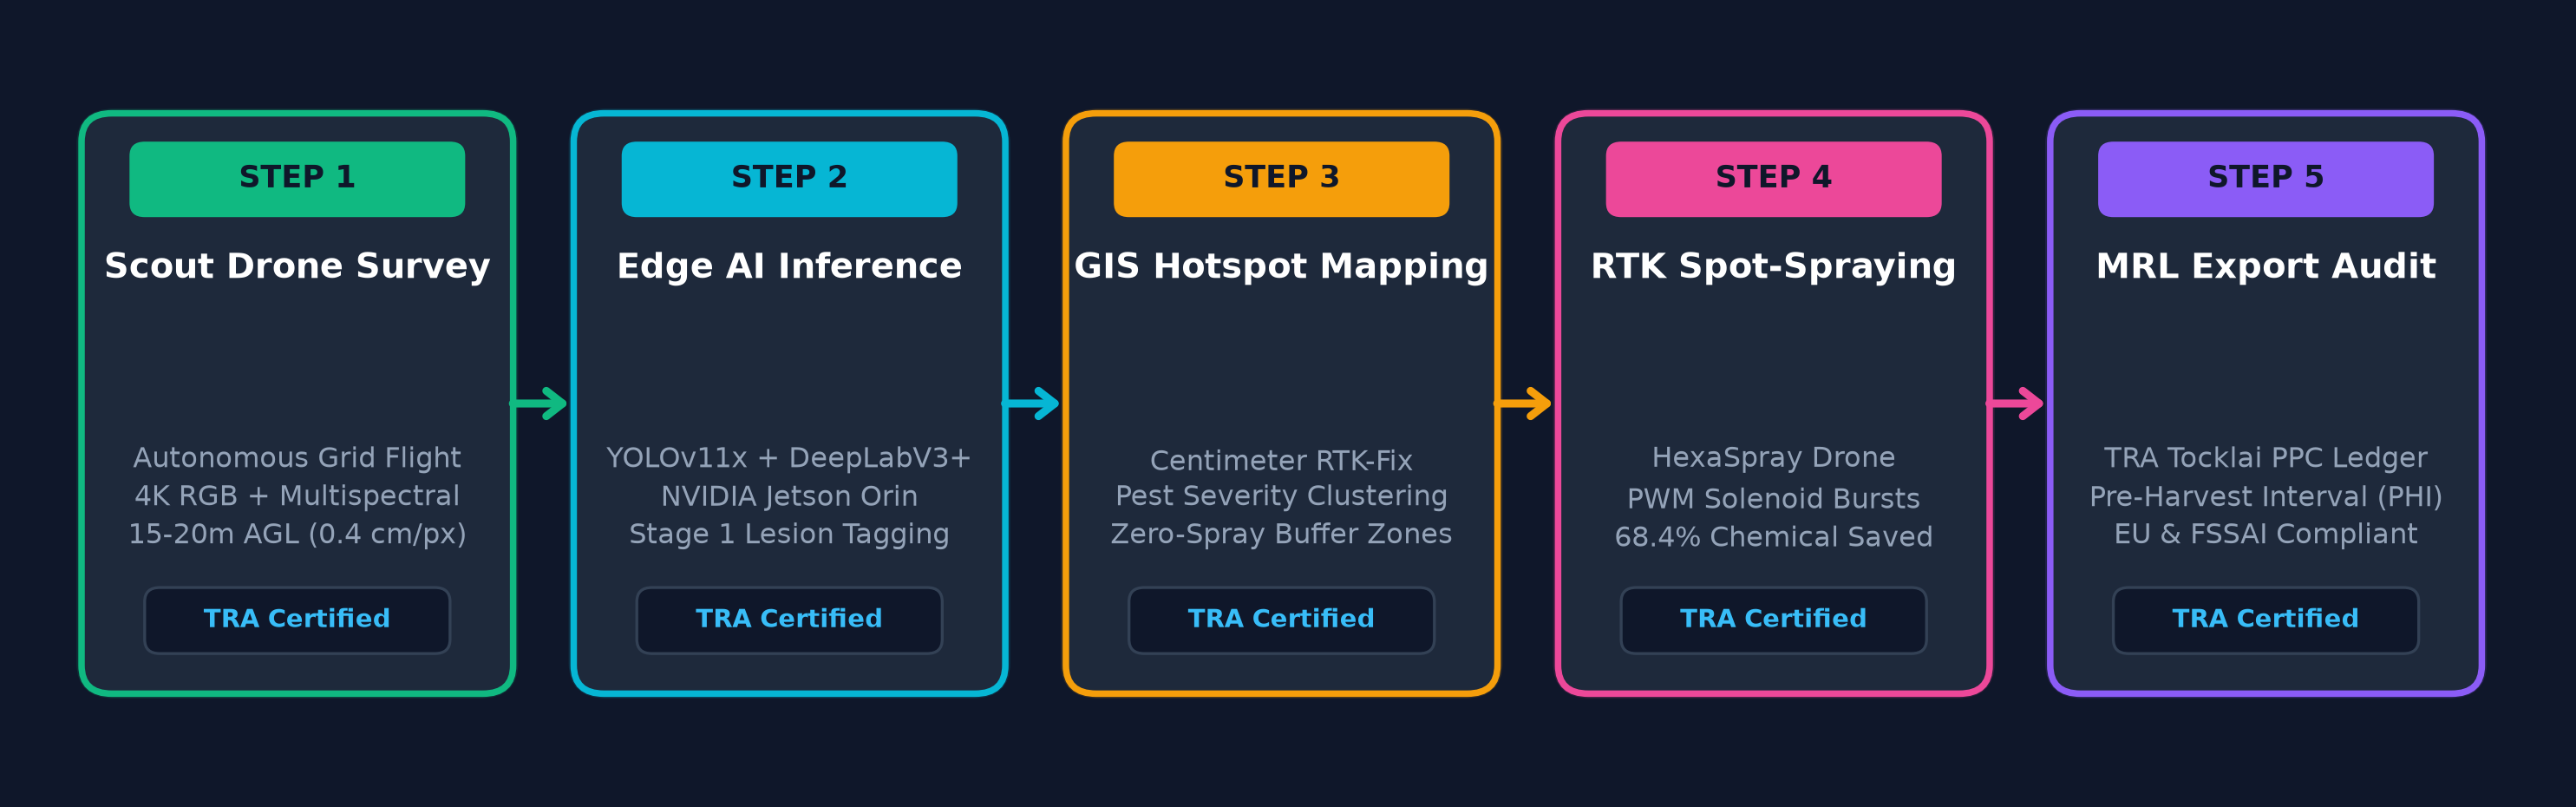 STEP 1
Scout Drone Survey
Autonomous Grid Flight
4K RGB + Multispectral
15-20m AGL (0.4 cm/px)
TRA Certified
STEP 2
Edge AI Inference
YOLOv11x + DeepLabV3+
NVIDIA Jetson Orin
Stage 1 Lesion Tagging
TRA Certified
STEP 3
GIS Hotspot Mapping
Centimeter RTK-Fix
Pest Severity Clustering
Zero-Spray Buffer Zones
TRA Certified
STEP 4
RTK Spot-Spraying
HexaSpray Drone
PWM Solenoid Bursts
68.4% Chemical Saved
TRA Certified
STEP 5
MRL Export Audit
TRA Tocklai PPC Ledger
Pre-Harvest Interval (PHI)
EU & FSSAI Compliant
TRA Certified